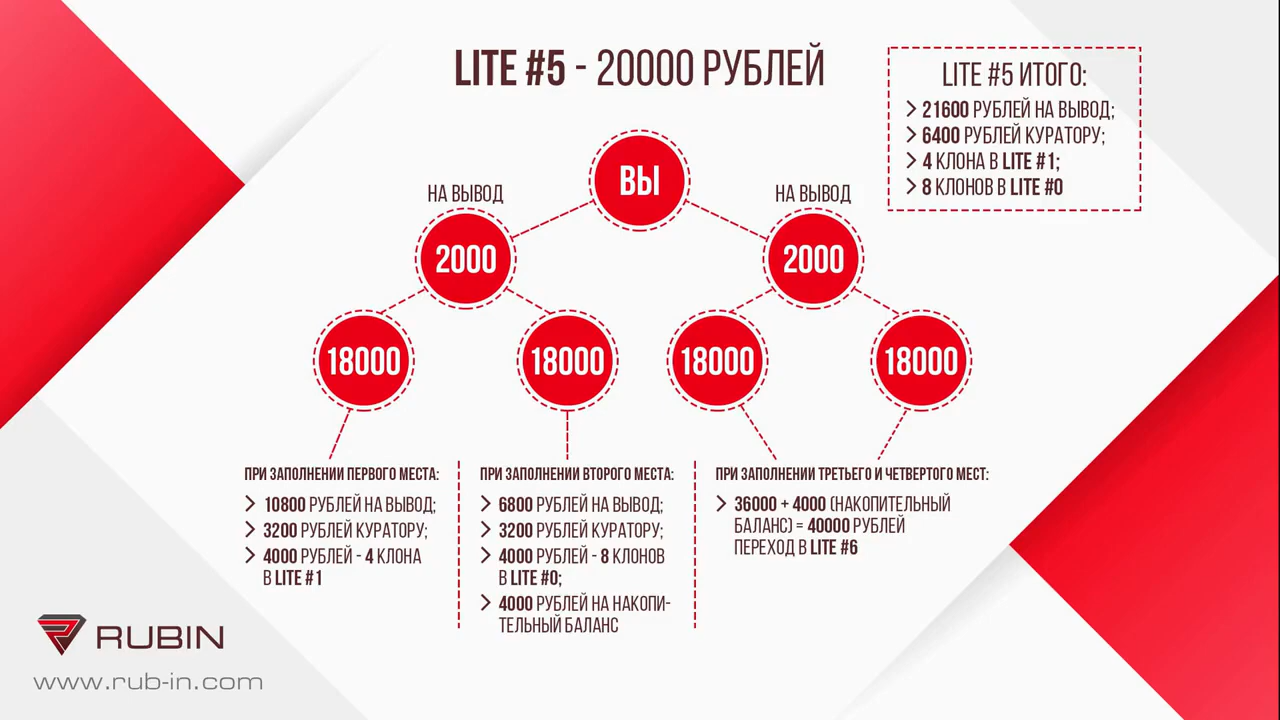 LITE #5 - 20000 РУБЛЕЙ
LITE #5 ИТОГО:
> 21600 РУБЛЕЙ НА ВЫВОД;
> 6400 РУБЛЕЙ КУРАТОРУ;
> 4 КЛОНА В LITE #1;
> 8 КЛОНОВ В LITE #0
ВЫ
НА ВЫВОД
НА ВЫВОД
2000
2000
18000
18000
18000
18000
ПРИ ЗАПОЛНЕНИИ ПЕРВОГО МЕСТА:
> 10800 РУБЛЕЙ НА ВЫВОД;
> 3200 РУБЛЕЙ КУРАТОРУ;
> 4000 РУБЛЕЙ - 4 КЛОНА
В LITE #1
ПРИ ЗАПОЛНЕНИИ ВТОРОГО МЕСТА:
> 6800 РУБЛЕЙ НА ВЫВОД;
> 3200 РУБЛЕЙ КУРАТОРУ;
> 4000 РУБЛЕЙ - 8 КЛОНОВ
В LITE #0;
> 4000 РУБЛЕЙ НА НАКОПИ-
ТЕЛЬНЫЙ БАЛАНС
ПРИ ЗАПОЛНЕНИИ ТРЕТЬЕГО И ЧЕТВЕРТОГО МЕСТ:
> 36000 + 4000 (НАКОПИТЕЛЬНЫЙ
БАЛАНС) = 40000 РУБЛЕЙ
ПЕРЕХОД В LITE #6
RUBIN
www.rub-in.com